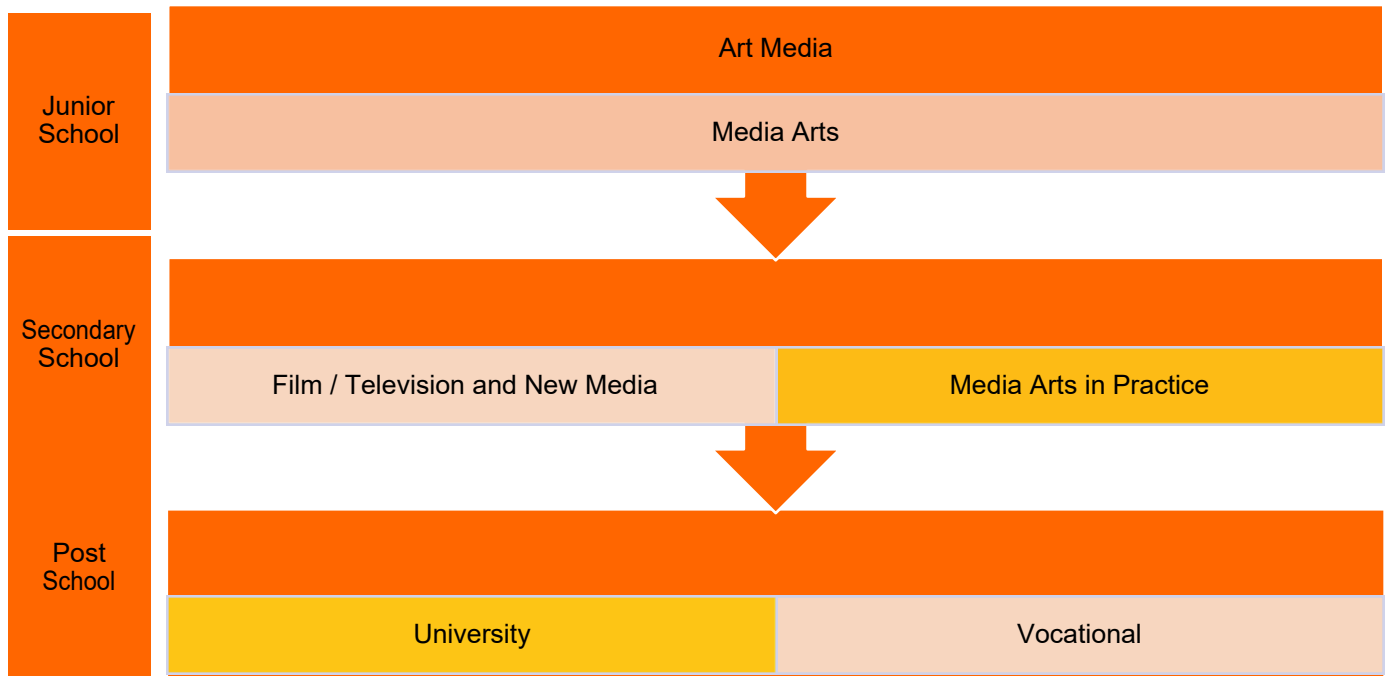 Art Media
Junior
School
Media Arts
Secondary
School
Film / Television and New Media
Media Arts in Practice
Post
School
University
Vocational